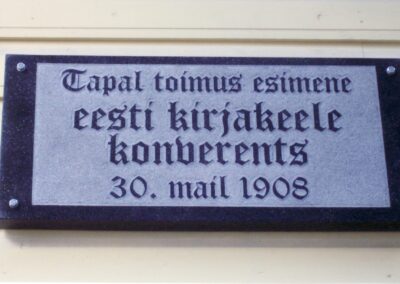 Tapal toimus esimene
eesti kirjakeele
konverents
30. mail 1908